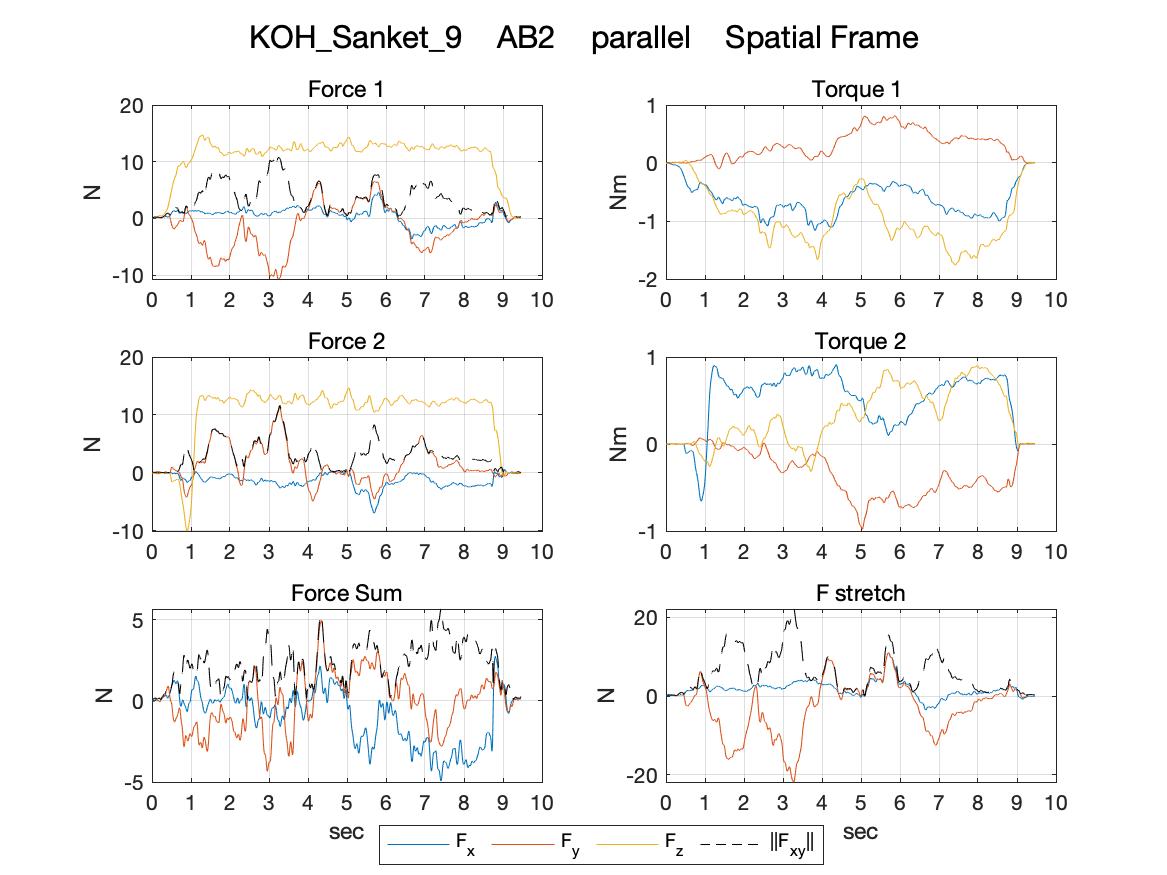 KOH_Sanket_9 AB2 parallel Spatial Frame
Force 1
N
20
10
0
-10
0 1 2 3 4 5 6 7 8 9 10
Torque 1
Nm
1
0
-1
-2
0 1 2 3 4 5 6 7 8 9 10
Force 2
N
20
10
0
-10
0 1 2 3 4 5 6 7 8 9 10
Torque 2
Nm
1
0
-1
0 1 2 3 4 5 6 7 8 9 10
Force Sum
N
5
0
-5
0 1 2 3 4 5 6 7 8 9 10
sec
F stretch
N
20
0
-20
0 1 2 3 4 5 6 7 8 9 10
sec
Fx Fy Fz ||Fxy||